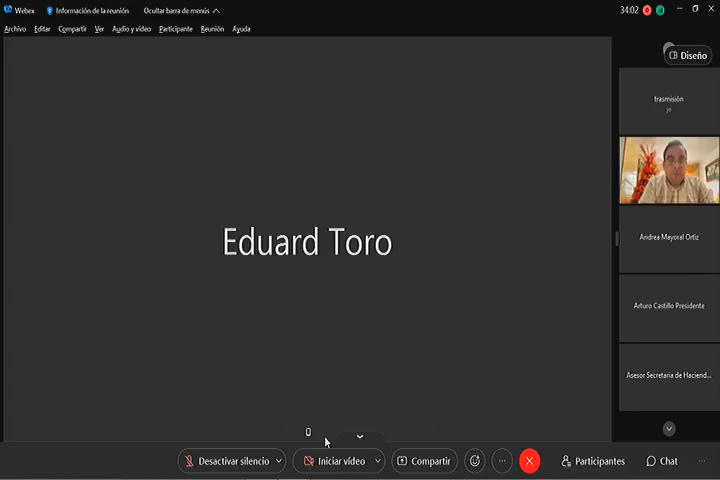 Webex Información de la reunión Ocultar barra de menús 34:02
Archivo Editar Compartir Ver Audio y vídeo Participante Reunión Ayuda
Diseño
trasmisión
yo
Eduard Toro
Andrea Mayoral Ortiz
Arturo Castillo Presidente
Asesor Secretaria de Haciend...
Desactivar silencio Iniciar vídeo Compartir Participantes Chat